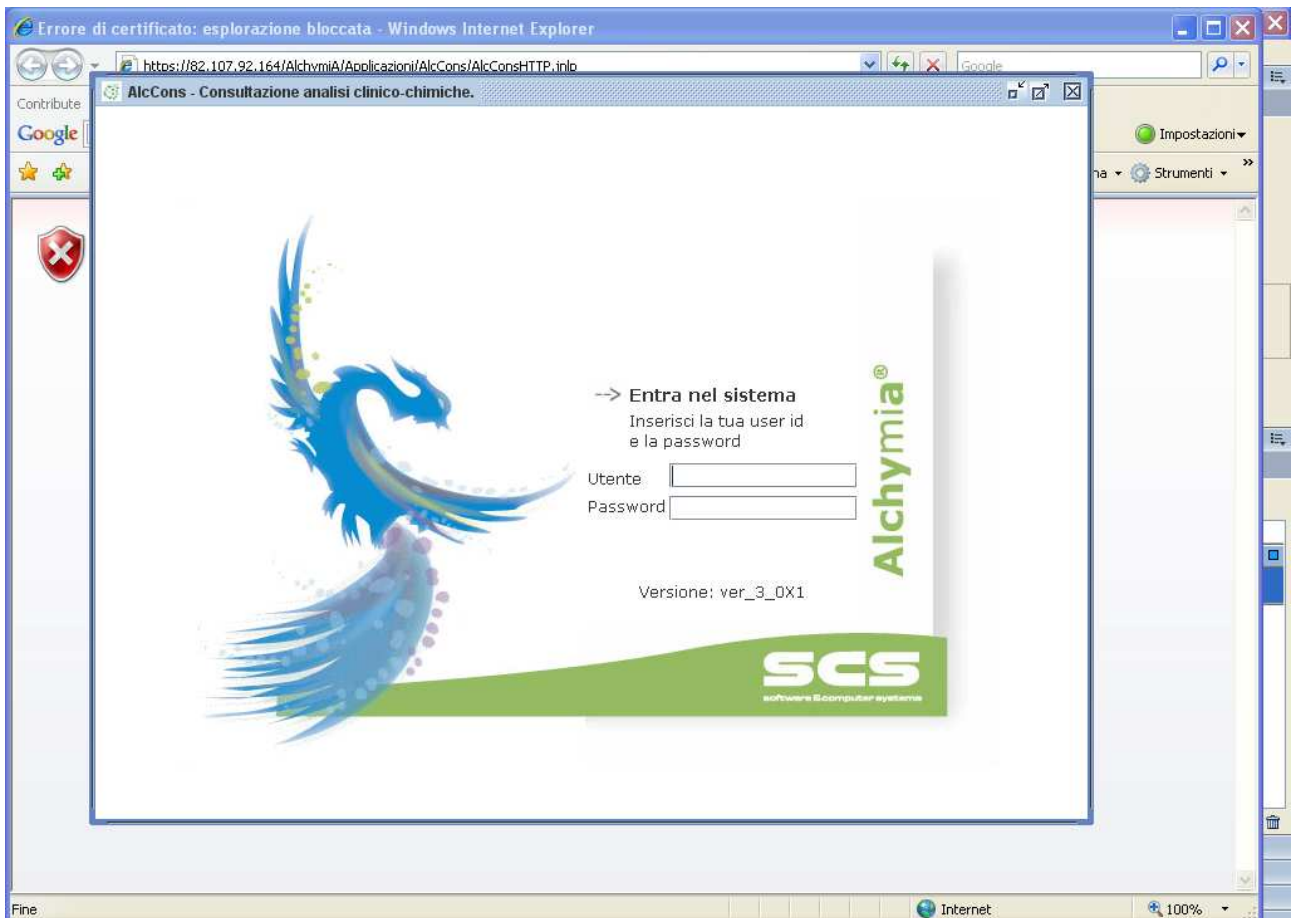 Errore di certificato: esplorazione bloccata - Windows Internet Explorer
https://82.107.92.164/AlchymiA/Applicazioni/AlcCons/AlcConsHTTP.jnlp
Google
AlcCons - Consultazione analisi clinico-chimiche.
Contribute
Google
Impostazioni
na
Strumenti
--> Entra nel sistema
Inserisci la tua user id
e la password
Utente
Password
Alchymia®
Versione: ver_3_0X1
SCS
software & computer systems
Fine
Internet
100%